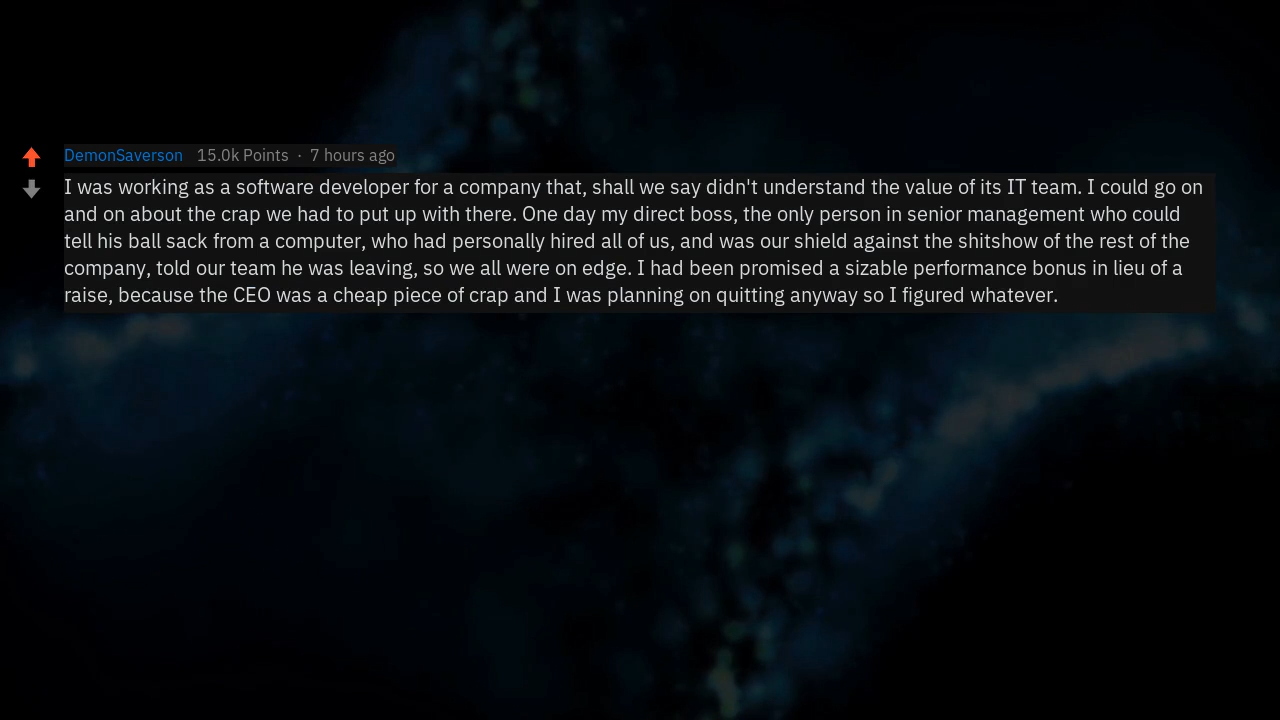 DemonSaverson 15.0k Points · 7 hours ago
I was working as a software developer for a company that, shall we say didn't understand the value of its IT team. I could go on
and on about the crap we had to put up with there. One day my direct boss, the only person in senior management who could
tell his ball sack from a computer, who had personally hired all of us, and was our shield against the shitshow of the rest of the
company, told our team he was leaving, so we all were on edge. I had been promised a sizable performance bonus in lieu of a
raise, because the CEO was a cheap piece of crap and I was planning on quitting anyway so I figured whatever.